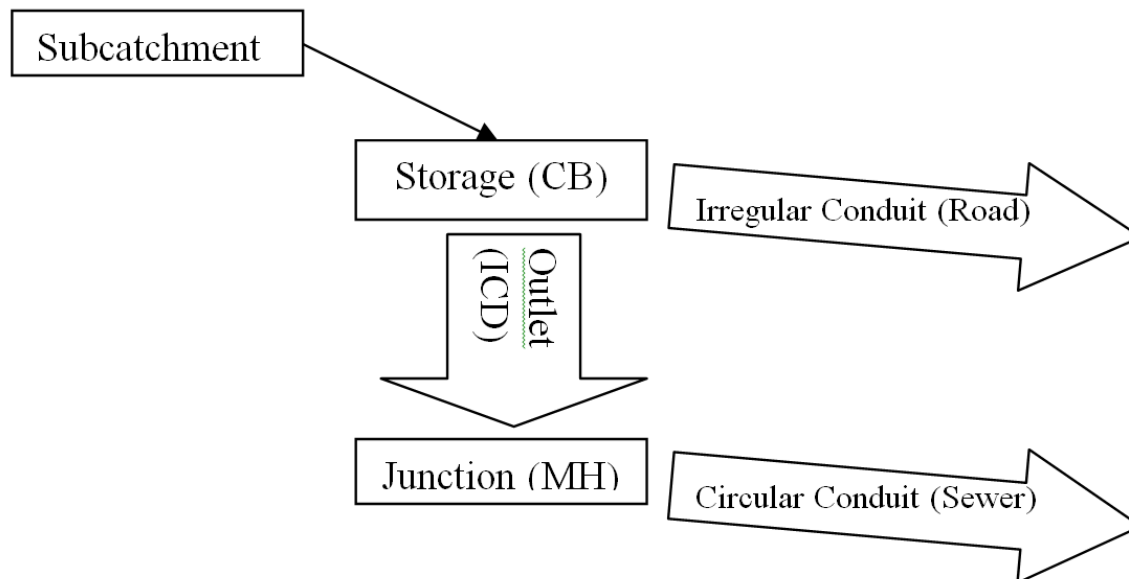 Subcatchment
Storage (CB)
Irregular Conduit (Road)
Outlet
(ICD)
Junction (MH)
Circular Conduit (Sewer)